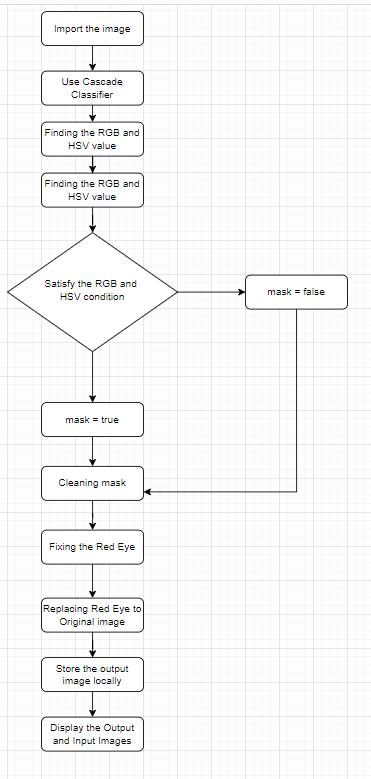 Import the image
Use Cascade
Classifier
Finding the RGB and
HSV value
Finding the RGB and
HSV value
Satisfy the RGB and
HSV condition
mask = false
mask = true
Cleaning mask
Fixing the Red Eye
Replacing Red Eye to
Original image
Store the output
image locally
Display the Output
and Input Images